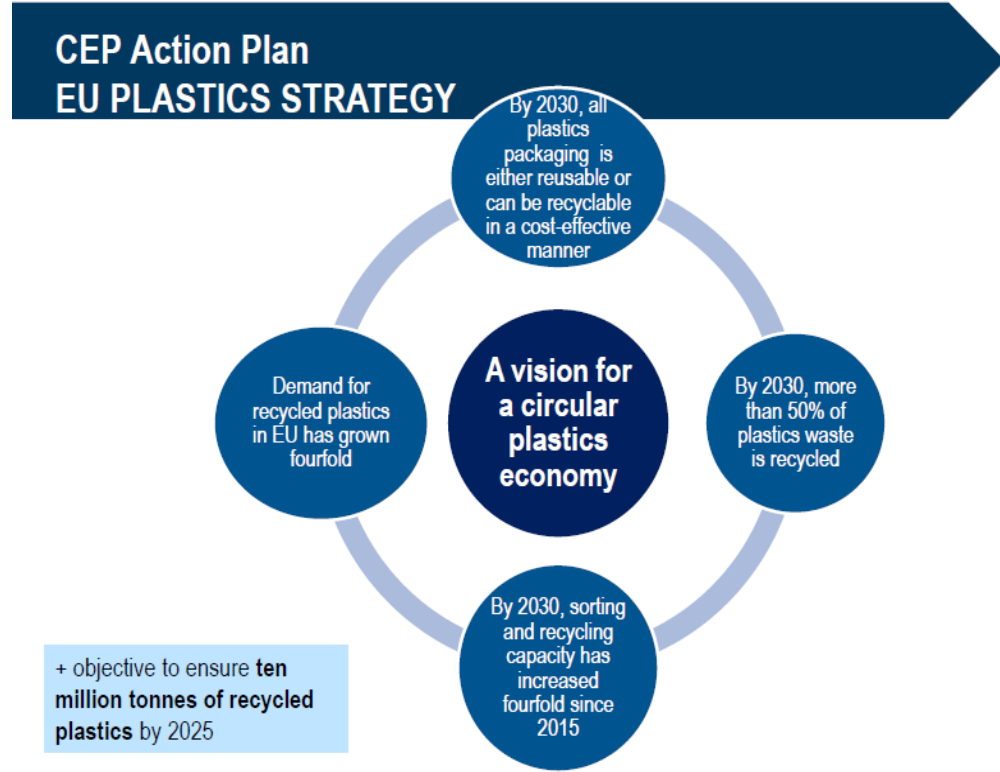 CEP Action Plan
EU PLASTICS STRATEGY
By 2030, all
plastics
packaging is
either reusable or
can be recyclable
in a cost-effective
manner
Demand for
recycled plastics
in EU has grown
fourfold
A vision for
a circular
plastics
economy
By 2030, more
than 50% of
plastics waste
is recycled
By 2030, sorting
and recycling
capacity has
increased
fourfold since
2015
+ objective to ensure ten
million tonnes of recycled
plastics by 2025